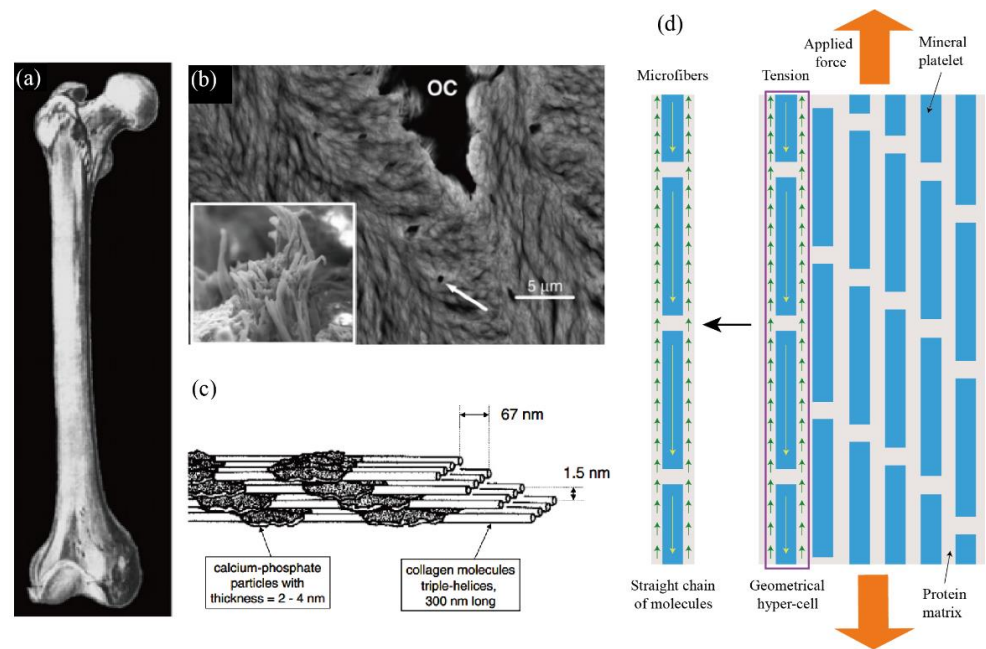 (a)
(b)
OC
5 μm
(c)
67 nm
1.5 nm
calcium-phosphate
particles with
thickness = 2 - 4 nm
collagen molecules
triple-helices,
300 nm long
(d)
Applied
force
Mineral
platelet
Microfibers
Tension
Straight chain
of molecules
Geometrical
hyper-cell
Protein
matrix